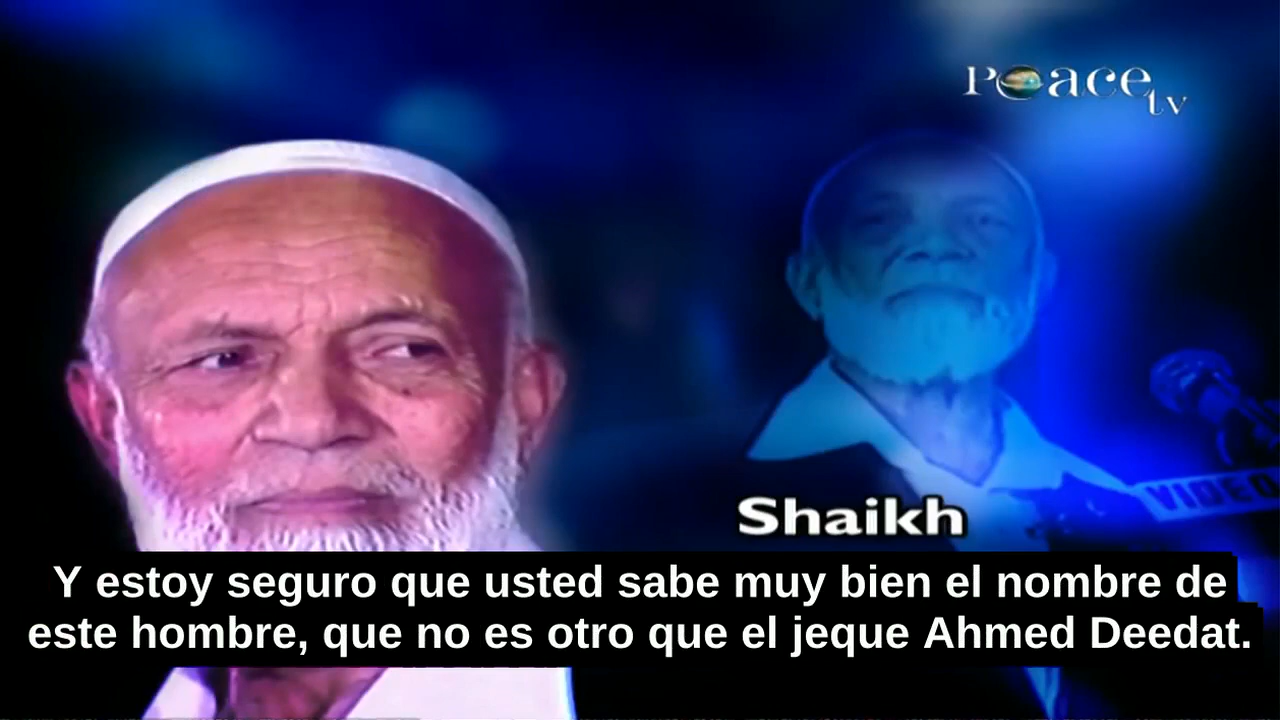 Peace tv
VIDEO
Shaikh
Y estoy seguro que usted sabe muy bien el nombre de
este hombre, que no es otro que el jeque Ahmed Deedat.